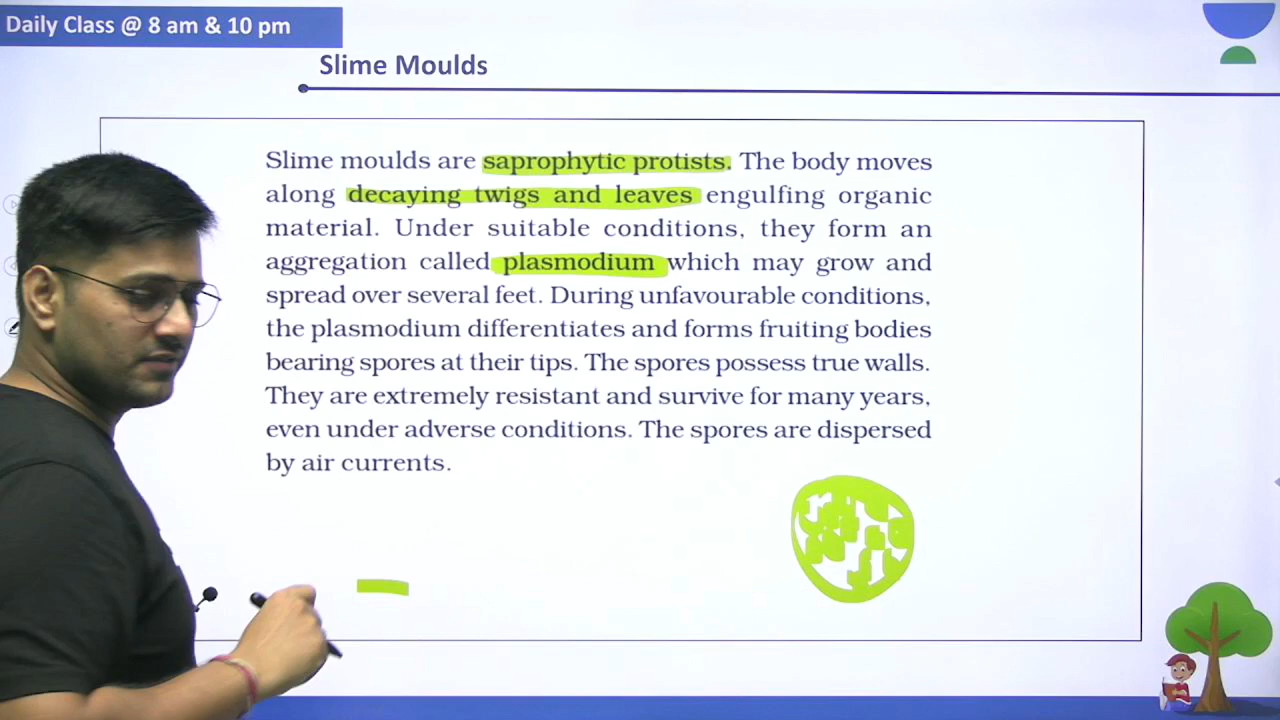 Daily Class @ 8 am & 10 pm
Slime Moulds
Slime moulds are saprophytic protists. The body moves
along decaying twigs and leaves engulfing organic
material. Under suitable conditions, they form an
aggregation called plasmodium which may grow and
spread over several feet. During unfavourable conditions,
the plasmodium differentiates and forms fruiting bodies
bearing spores at their tips. The spores possess true walls.
They are extremely resistant and survive for many years,
even under adverse conditions. The spores are dispersed
by air currents.